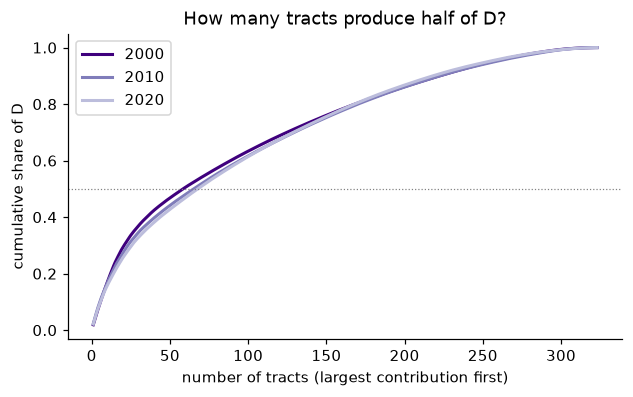 How many tracts produce half of D?
2000
2010
2020
cumulative share of D
1.0
0.8
0.6
0.4
0.2
0.0
0 50 100 150 200 250 300
number of tracts (largest contribution first)